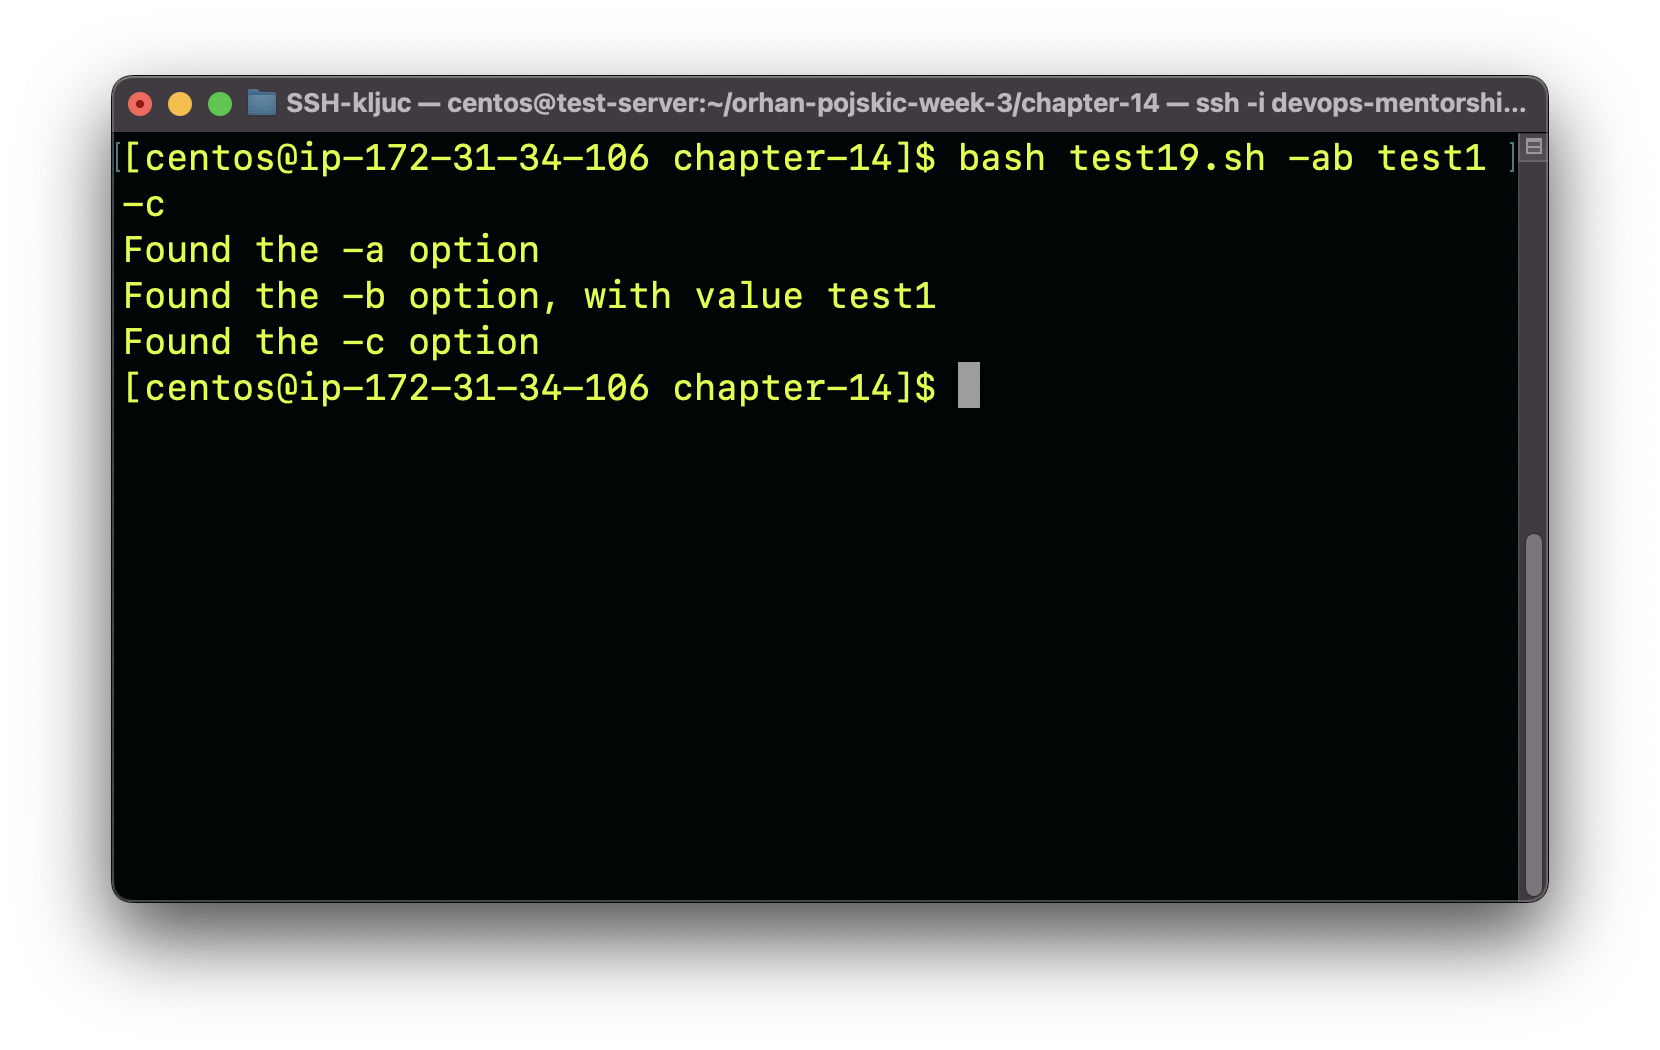 SSH-kljuc — centos@test-server:~/orhan-pojskic-week-3/chapter-14 — ssh -i devops-mentorshi...
[[centos@ip-172-31-34-106 chapter-14]$ bash test19.sh -ab test1 ]
-c
Found the -a option
Found the -b option, with value test1
Found the -c option
[centos@ip-172-31-34-106 chapter-14]$